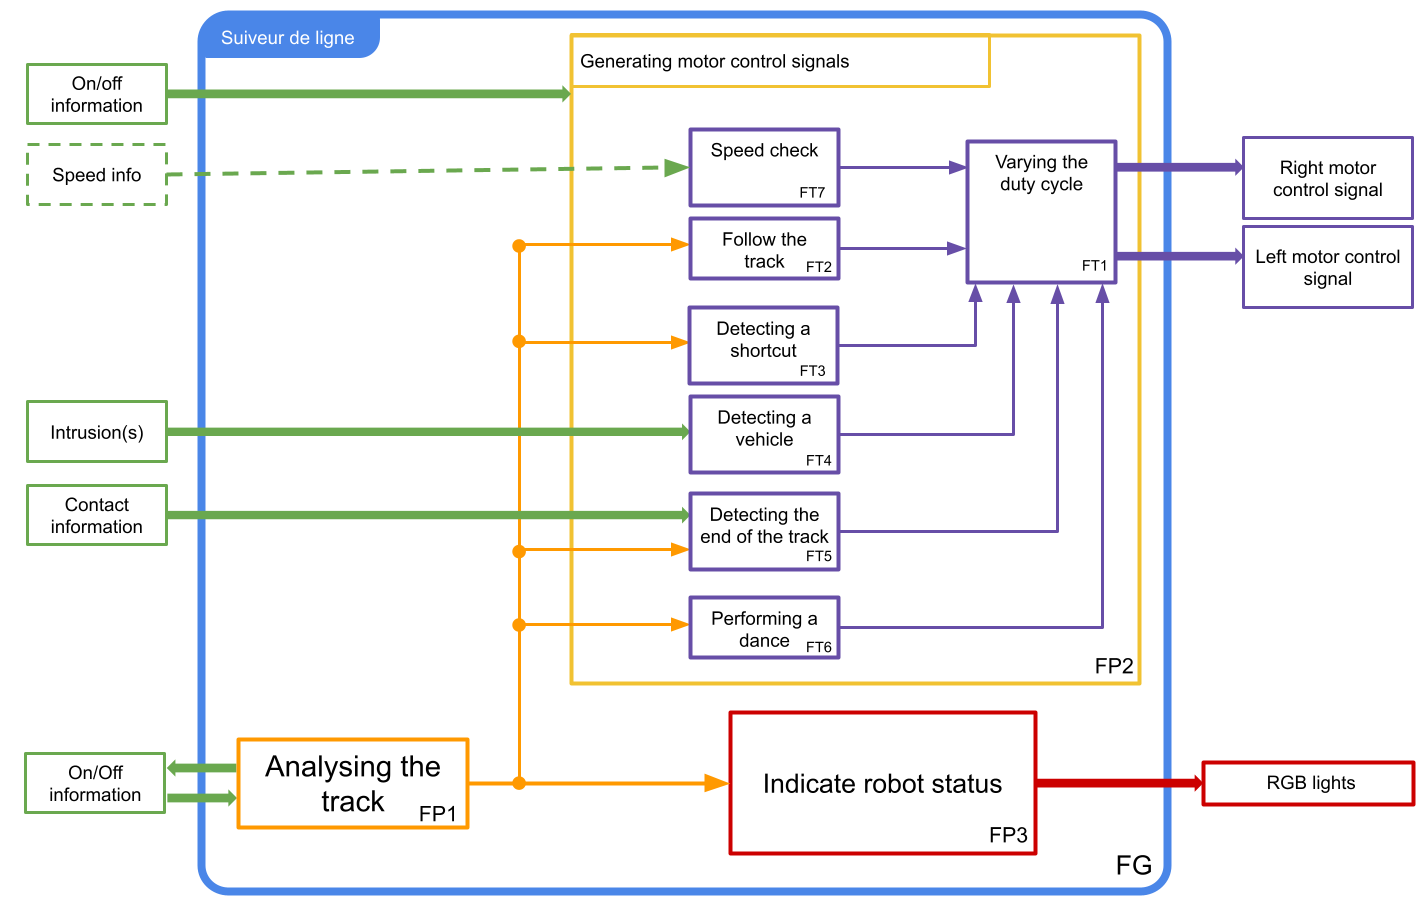 Suiveur de ligne
Generating motor control signals
On/off
information
Speed info
Speed check
FT7
Varying the
duty cycle
FT1
Right motor
control signal
Follow the
track
FT2
Left motor control
signal
Detecting a
shortcut
FT3
Intrusion(s)
Detecting a
vehicle
FT4
Contact
information
Detecting the
end of the track
FT5
Performing a
dance
FT6
FP2
On/Off
information
Analysing the
track
FP1
Indicate robot status
FP3
RGB lights
FG